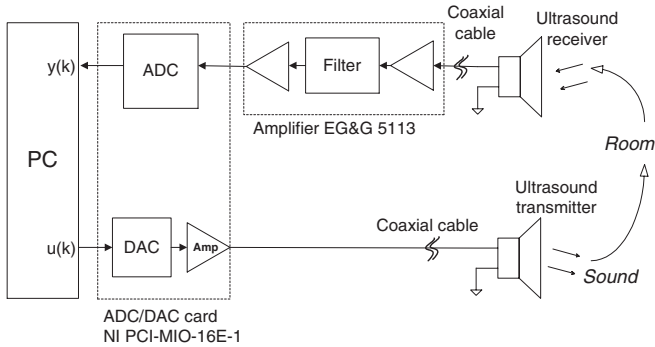 Coaxial
cable
Ultrasound
receiver
y(k)
ADC
Filter
Amplifier EG&G 5113
Room
PC
Ultrasound
transmitter
Coaxial cable
u(k)
DAC
Amp
Sound
ADC/DAC card
NI PCI-MIO-16E-1